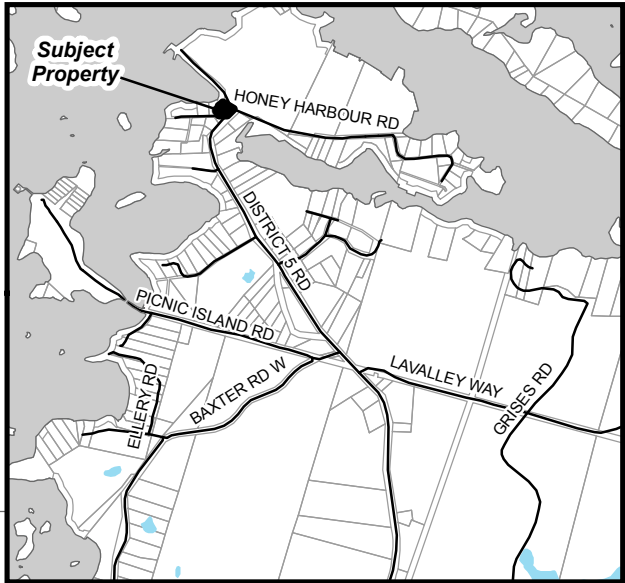 Subject
Property
HONEY HARBOUR RD
DISTRICT 5 RD
PICNIC ISLAND RD
LAVALLEY WAY
BAXTER RD W
ELLERY RD
GRISES RD